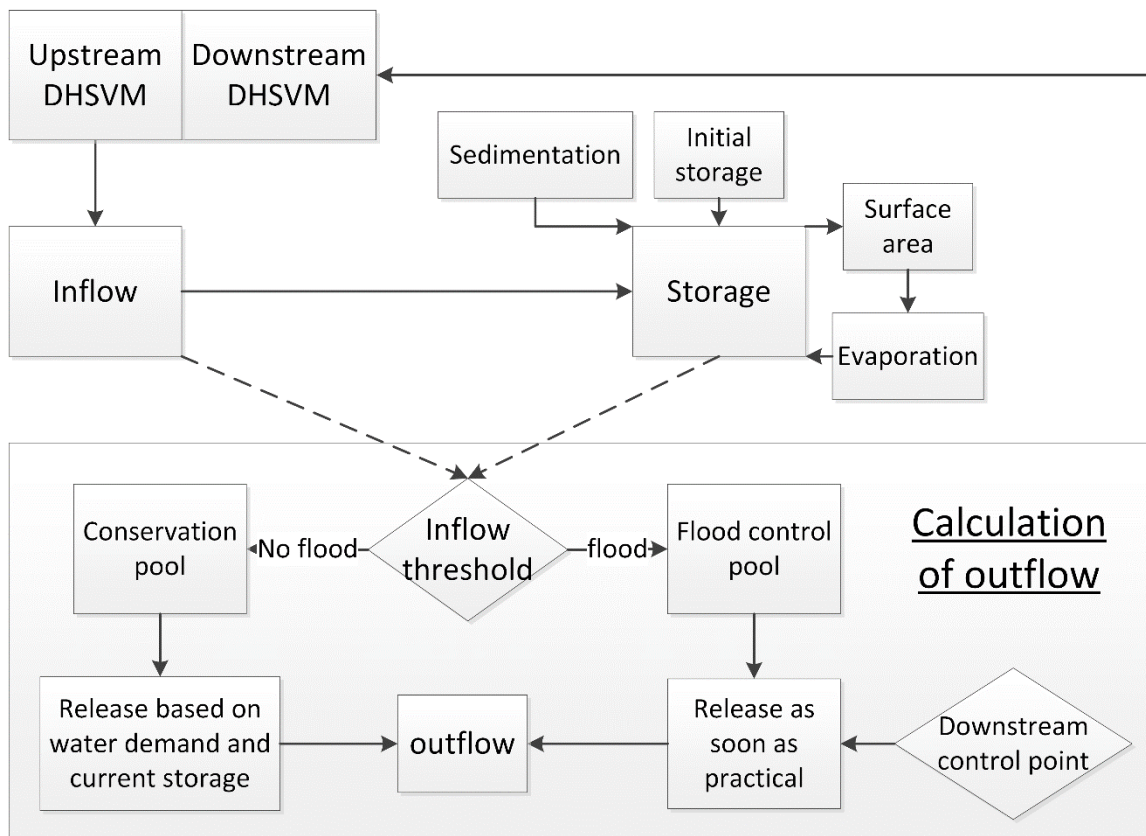 Upstream
DHSVM
Downstream
DHSVM
Sedimentation
Initial
storage
Surface
area
Inflow
Storage
Evaporation
Conservation
pool
No flood
Inflow
threshold
flood
Flood control
pool
Calculation
of outflow
Release based on
water demand and
current storage
outflow
Release as
soon as
practical
Downstream
control point